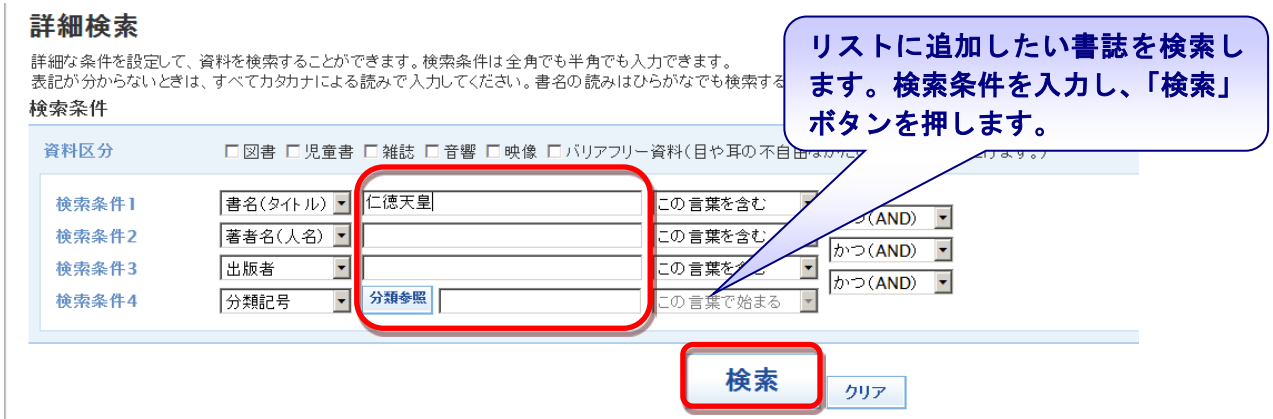 詳細検索
詳細な条件を設定して、資料を検索することができます。検索条件は全角でも半角でも入力できます。
表記が分からないときは、すべてカタカナによる読みで入力してください。書名の読みはひらがなでも検索する
検索条件
リストに追加したい書誌を検索し
ます。検索条件を入力し、「検索」
ボタンを押します。
資料区分 図書 児童書 雑誌 音響 映像 バリアフリー資料(目や耳の不自由な
検索条件1 書名(タイトル) 仁徳天皇 この言葉を含む
(AND)
検索条件2 著者名(人名) この言葉を含む
かつ(AND)
検索条件3 出版者 この言葉を含む
かつ(AND)
検索条件4 分類記号 分類参照 この言葉で始まる
検索 クリア